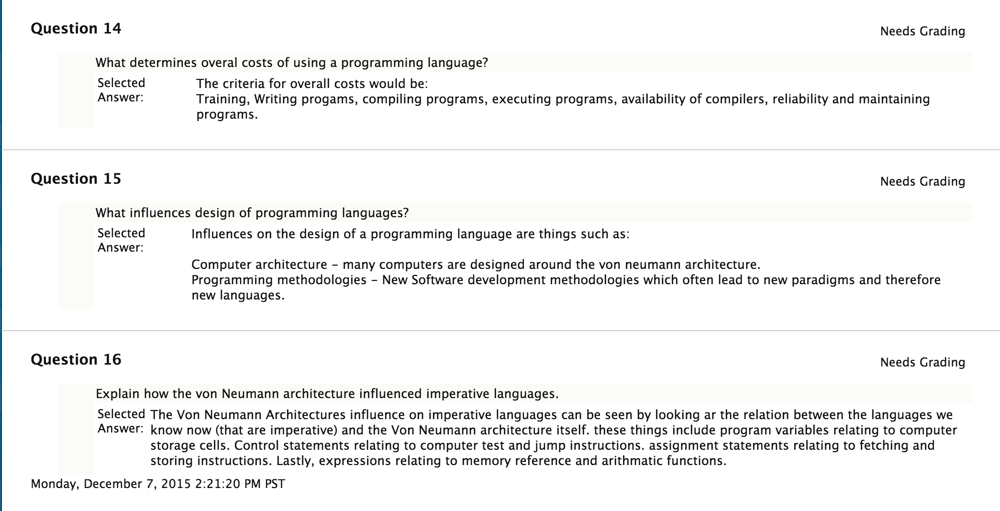 Question 14
Needs Grading
What determines overal costs of using a programming language?
Selected Answer:
The criteria for overall costs would be:
Training, Writing progams, compiling programs, executing programs, availability of compilers, reliability and maintaining
programs.
Question 15
Needs Grading
What influences design of programming languages?
Selected Answer:
Influences on the design of a programming language are things such as:
Computer architecture – many computers are designed around the von neumann architecture.
Programming methodologies – New Software development methodologies which often lead to new paradigms and therefore
new languages.
Question 16
Needs Grading
Explain how the von Neumann architecture influenced imperative languages.
Selected Answer:
The Von Neumann Architectures influence on imperative languages can be seen by looking ar the relation between the languages we
know now (that are imperative) and the Von Neumann architecture itself. these things include program variables relating to computer
storage cells. Control statements relating to computer test and jump instructions. assignment statements relating to fetching and
storing instructions. Lastly, expressions relating to memory reference and arithmatic functions.
Monday, December 7, 2015 2:21:20 PM PST